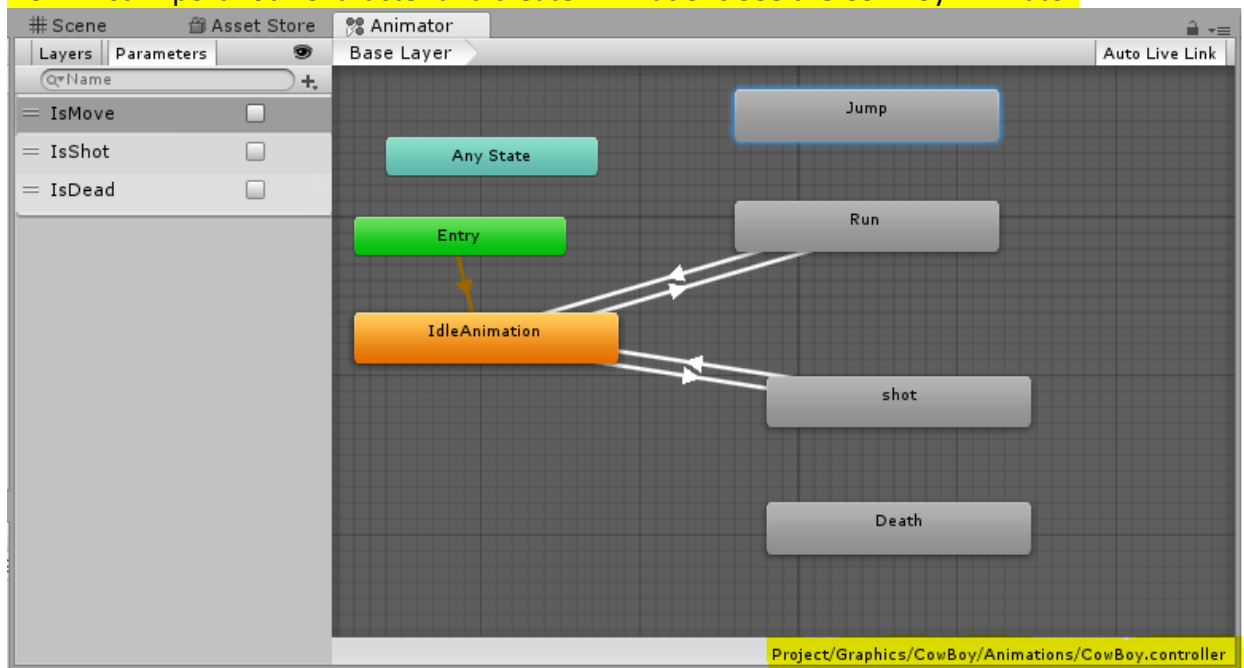 Scene
Asset Store
Animator
Layers
Parameters
Base Layer
Auto Live Link
Name
IsMove
IsShot
IsDead
Jump
Any State
Run
Entry
IdleAnimation
shot
Death
Project/Graphics/CowBoy/Animations/CowBoy.controller